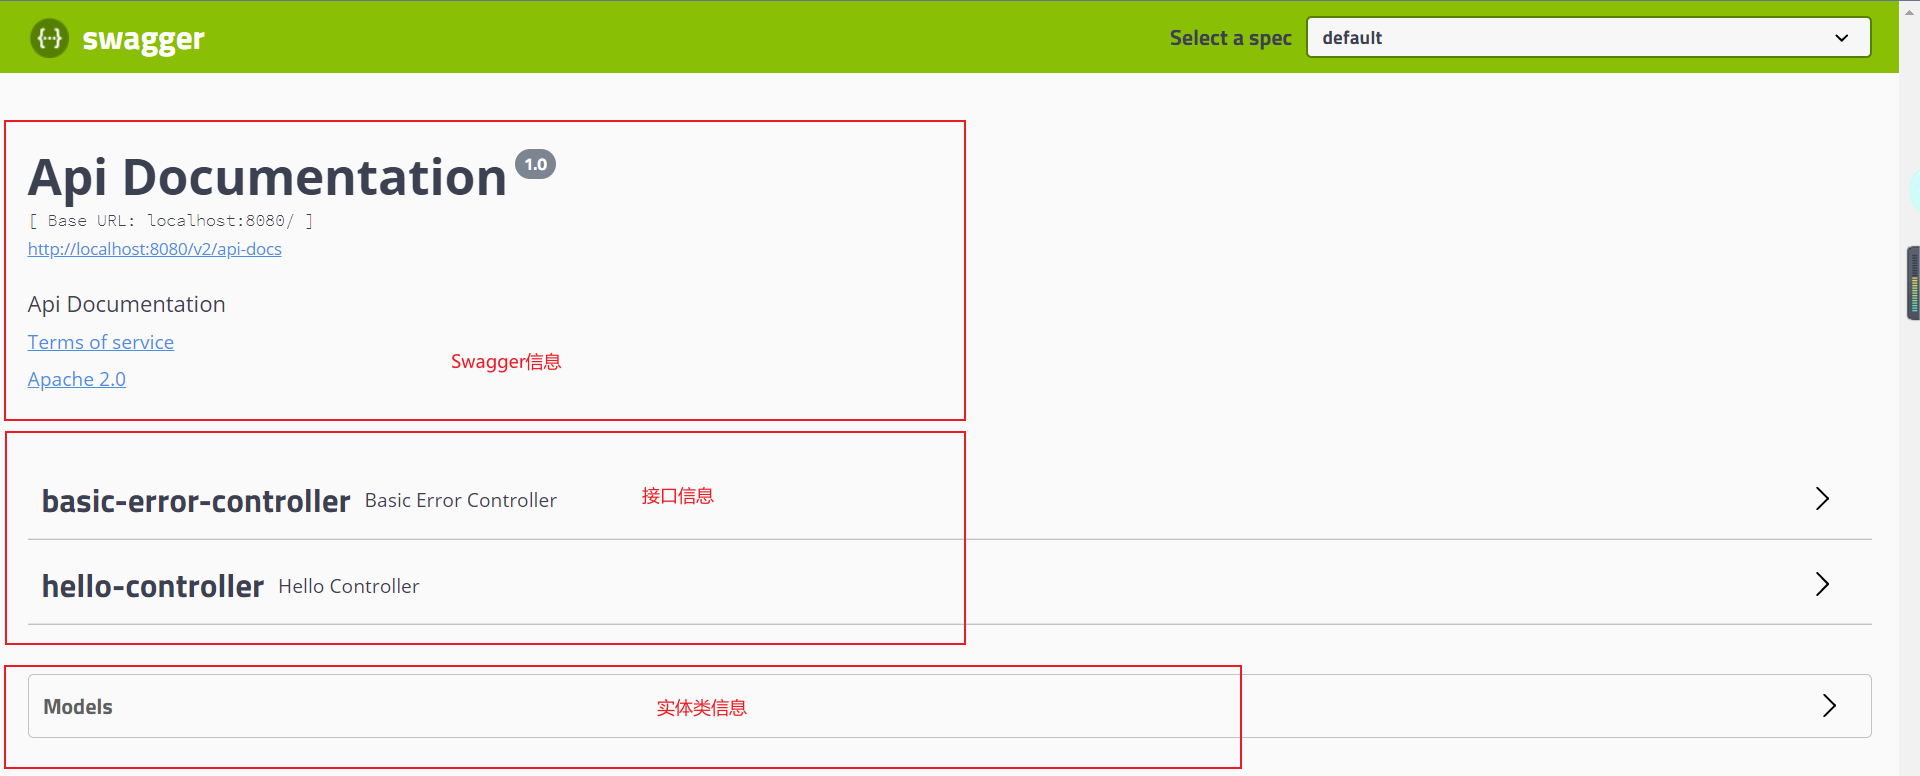 swagger
Select a spec
default
Api Documentation 1.0
[ Base URL: localhost:8080/ ]
http://localhost:8080/v2/api-docs
Api Documentation
Terms of service
Swagger信息
Apache 2.0
basic-error-controller Basic Error Controller
接口信息
hello-controller Hello Controller
Models
实体类信息